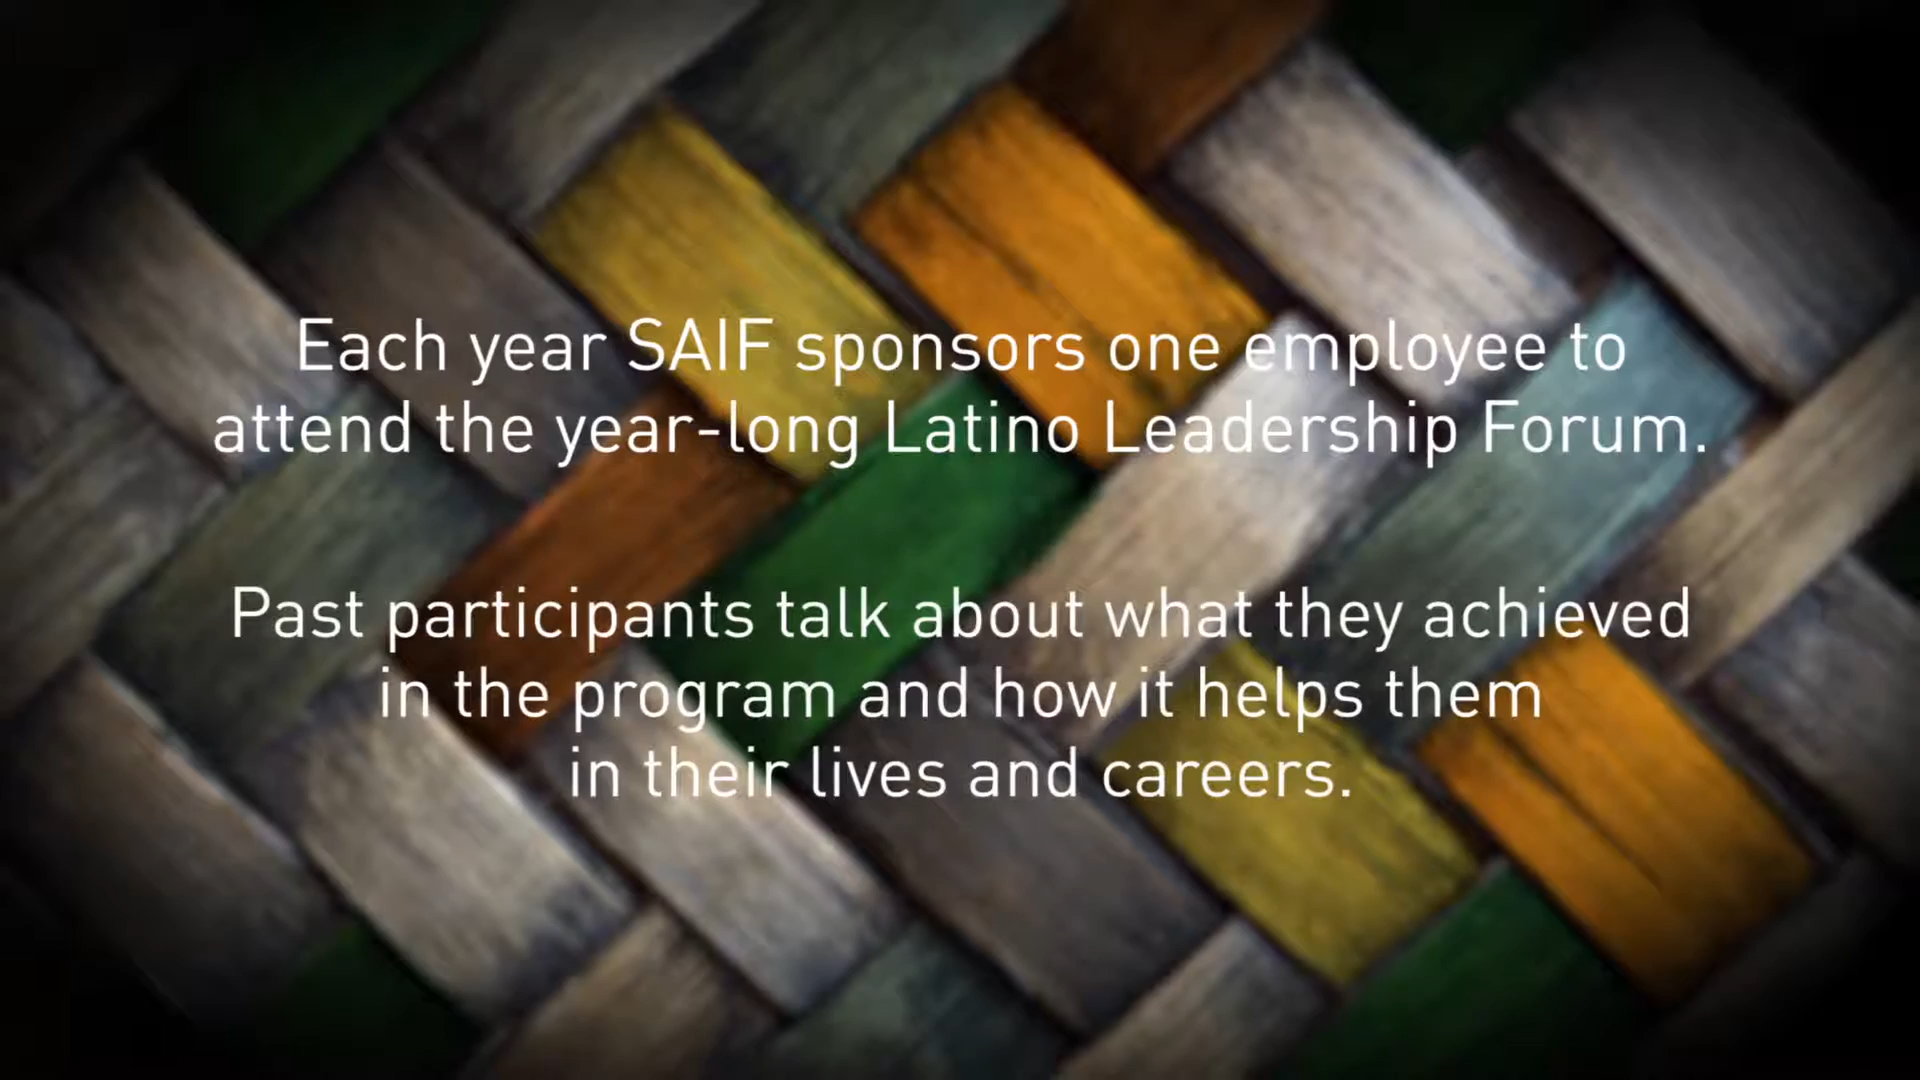 Each year SAIF sponsors one employee to
attend the year-long Latino Leadership Forum.
Past participants talk about what they achieved
in the program and how it helps them
in their lives and careers.